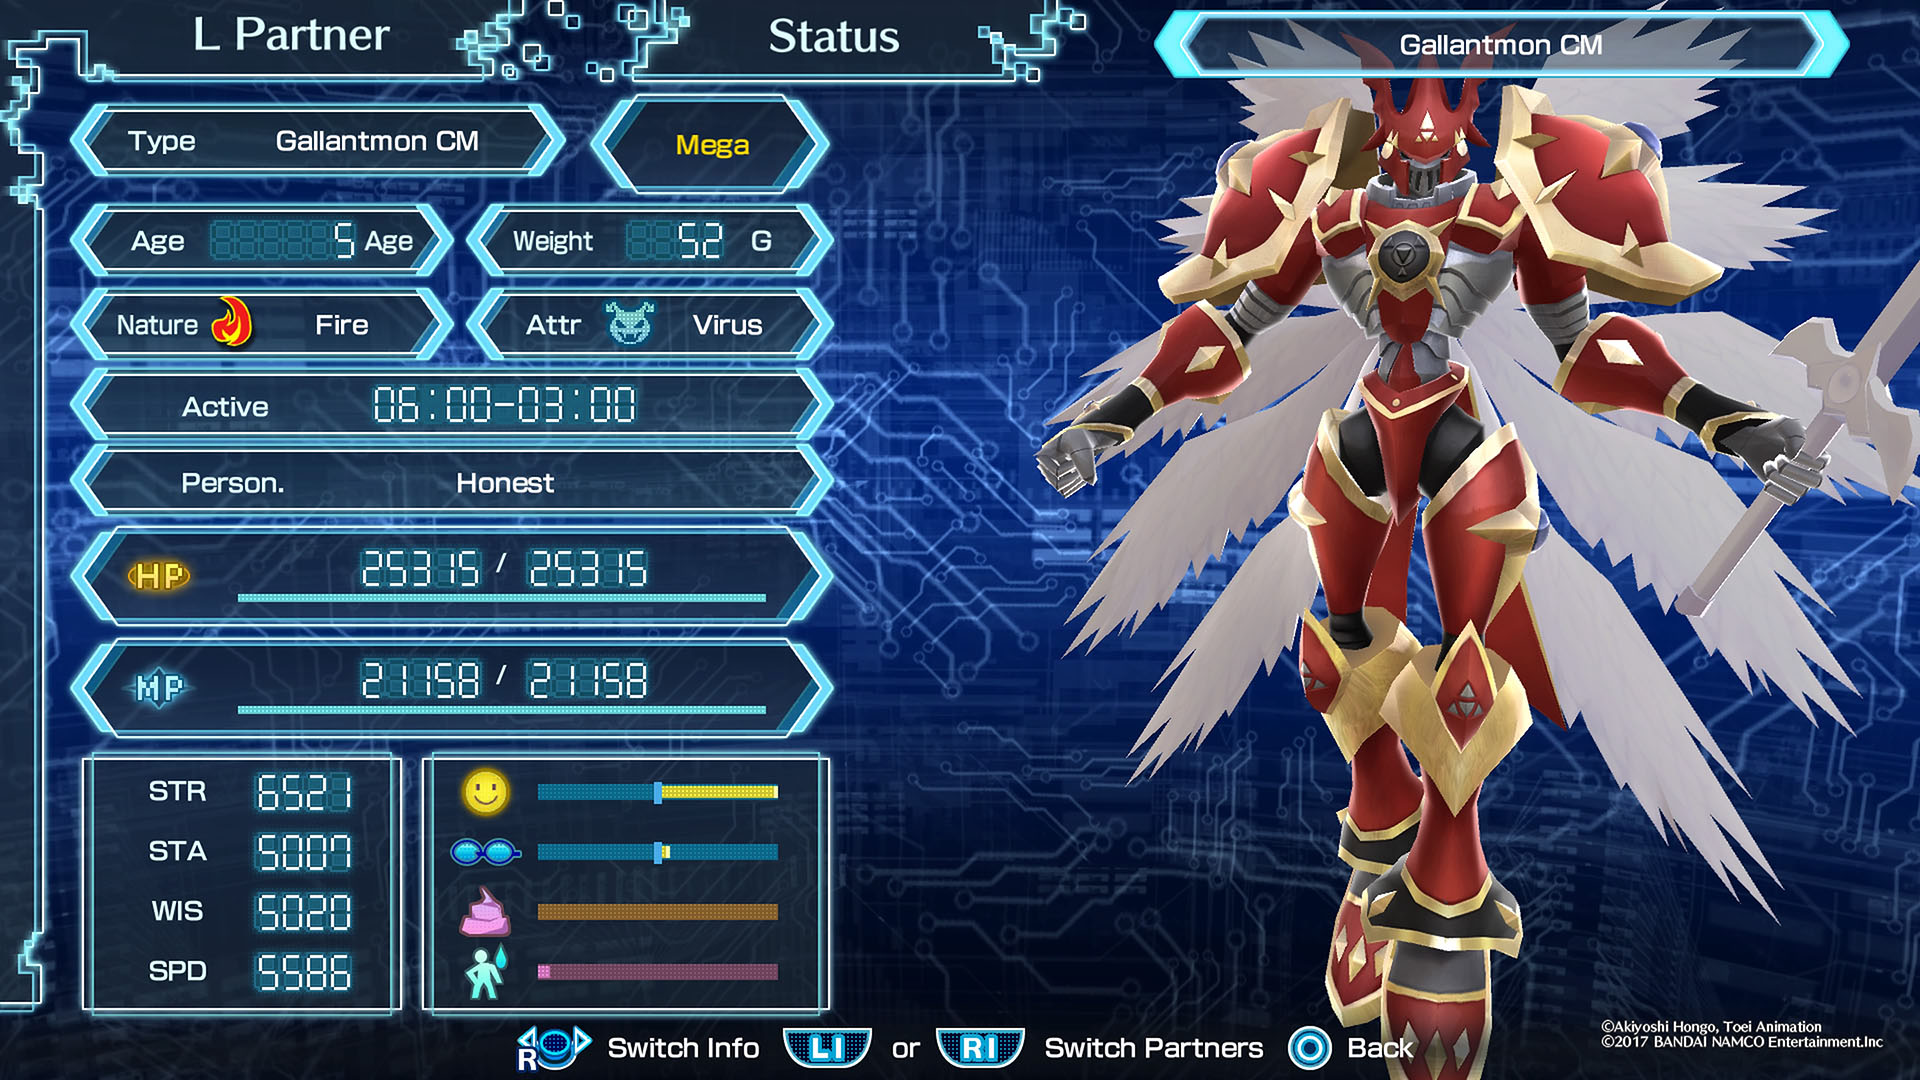 L Partner
Status
Gallantmon CM
Type Gallantmon CM
Mega
Age 5 Age
Weight 52 G
Nature Fire
Attr Virus
Active 06:00-03:00
Person. Honest
HP 25315 / 25315
MP 21158 / 21158
STR 6521
STA 5007
WIS 5020
SPD 5586
R Switch Info L1 or R1 Switch Partners Back
©Akiyoshi Hongo, Toei Animation
©2017 BANDAI NAMCO Entertainment.Inc